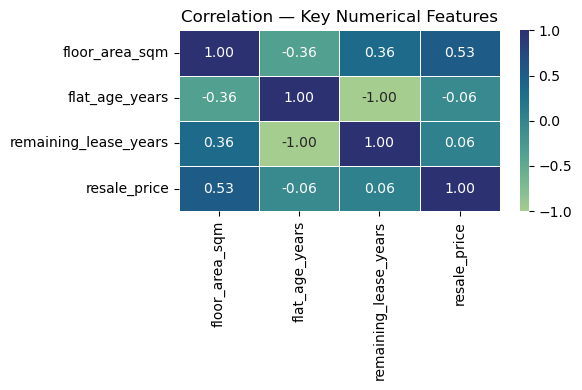 Correlation — Key Numerical Features
floor_area_sqm 1.00 -0.36 0.36 0.53
flat_age_years -0.36 1.00 -1.00 -0.06
remaining_lease_years 0.36 -1.00 1.00 0.06
resale_price 0.53 -0.06 0.06 1.00
floor_area_sqm
flat_age_years
remaining_lease_years
resale_price
1.0
0.5
0.0
−0.5
−1.0